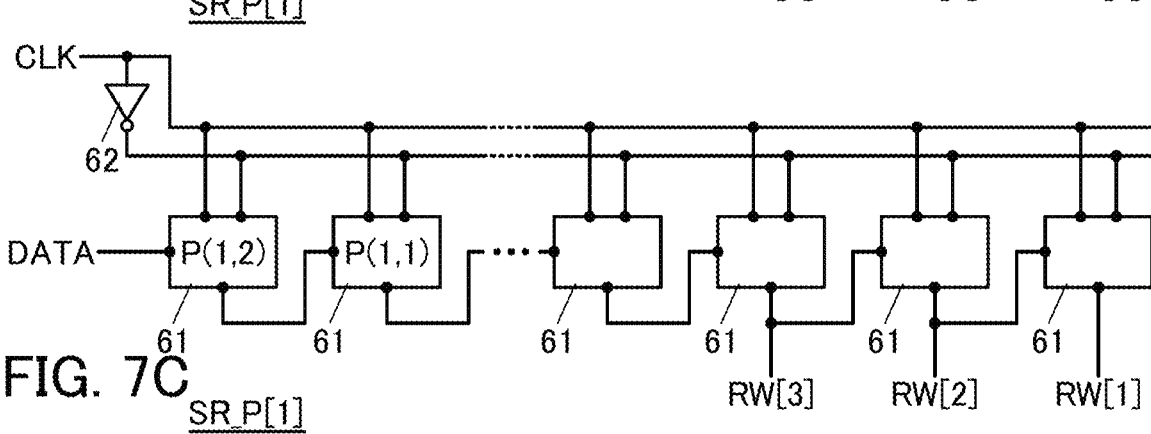 SR_P[1]
CLK
62
DATA
P(1,2)
P(1,1)
61
61
61
61
61
61
RW[3]
RW[2]
RW[1]
FIG. 7C
SR_P[1]